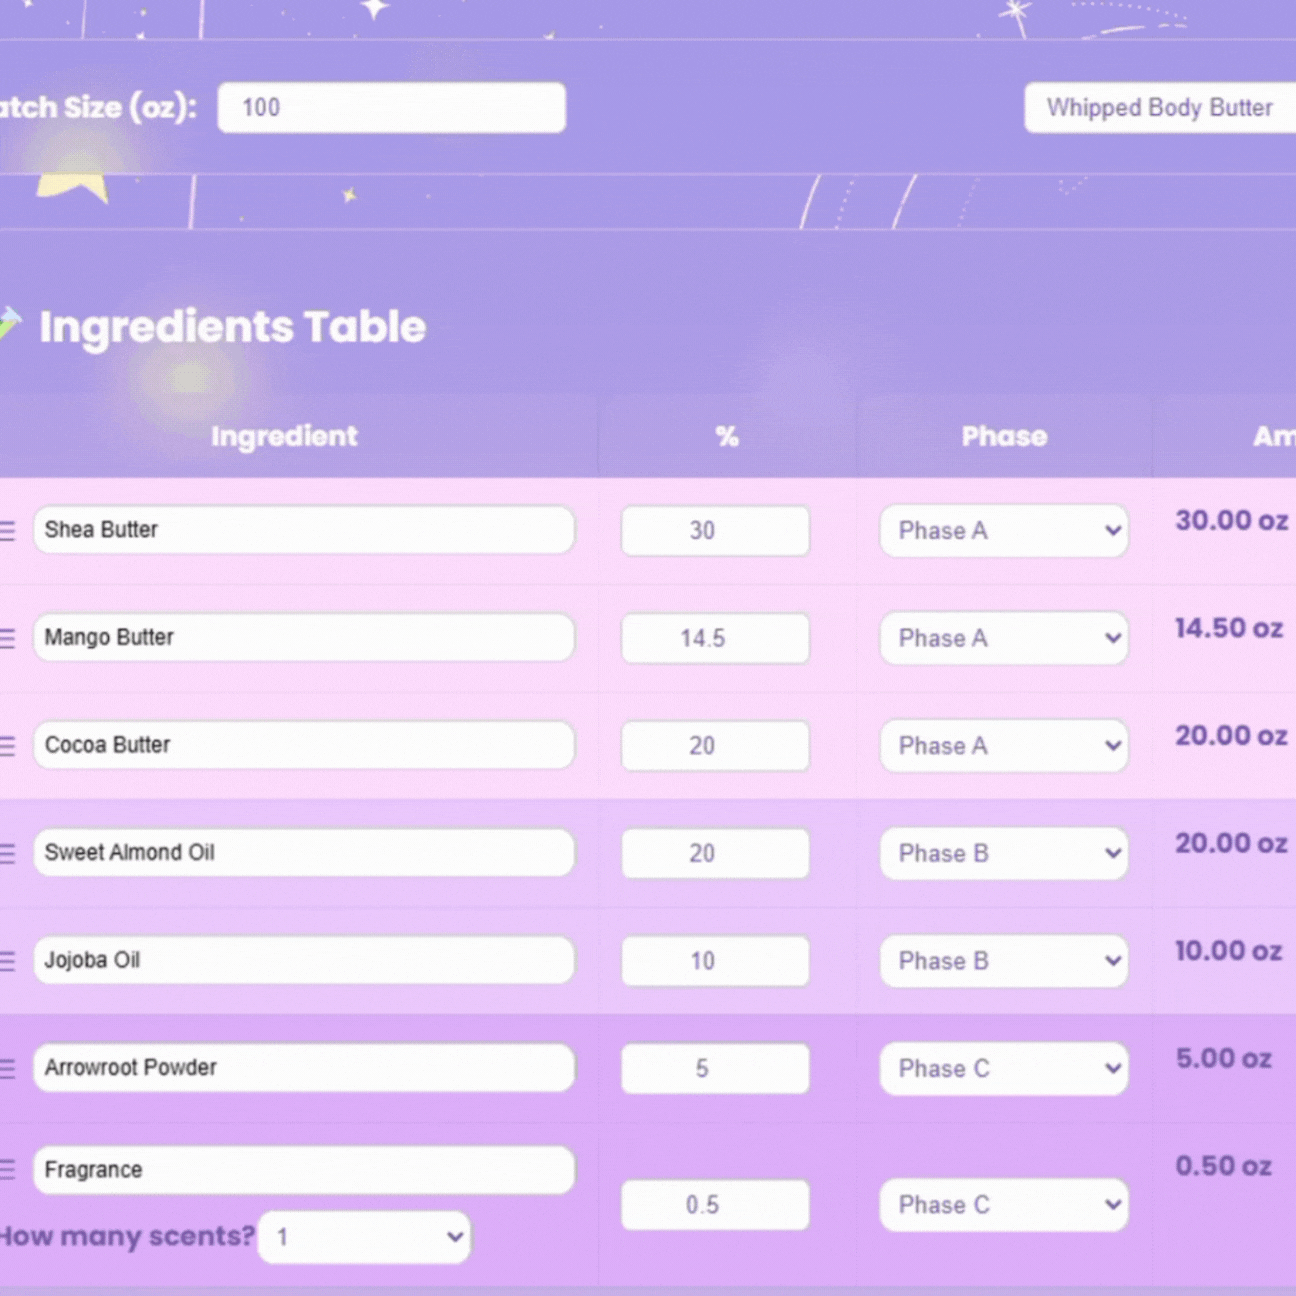 atch Size (oz): 100 Whipped Body Butter
Ingredients Table
Ingredient % Phase Am
Shea Butter 30 Phase A 30.00 oz
Mango Butter 14.5 Phase A 14.50 oz
Cocoa Butter 20 Phase A 20.00 oz
Sweet Almond Oil 20 Phase B 20.00 oz
Jojoba Oil 10 Phase B 10.00 oz
Arrowroot Powder 5 Phase C 5.00 oz
Fragrance 0.5 Phase C 0.50 oz
How many scents? 1